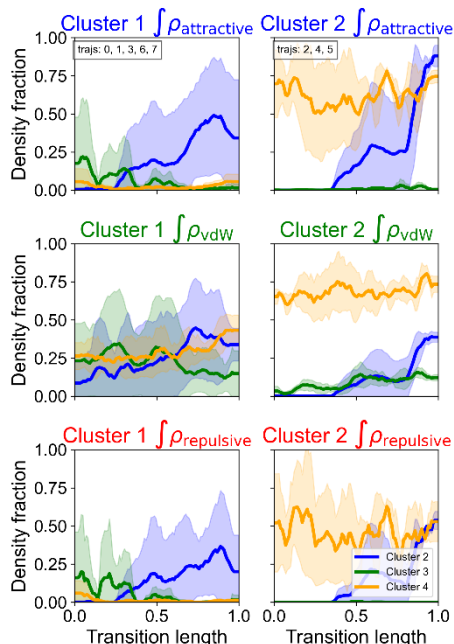 Cluster 1 ∫ρattractive
Cluster 2 ∫ρattractive
Density fraction
1.00
0.75
0.50
0.25
0.00
trajs: 0, 1, 3, 6, 7
trajs: 2, 4, 5
Cluster 1 ∫ρvdW
Cluster 2 ∫ρvdW
Density fraction
1.00
0.75
0.50
0.25
0.00
Cluster 1 ∫ρrepulsive
Cluster 2 ∫ρrepulsive
Density fraction
1.00
0.75
0.50
0.25
0.00
Cluster 2
Cluster 3
Cluster 4
0.0 0.5 1.0
0.0 0.5 1.0
Transition length
Transition length